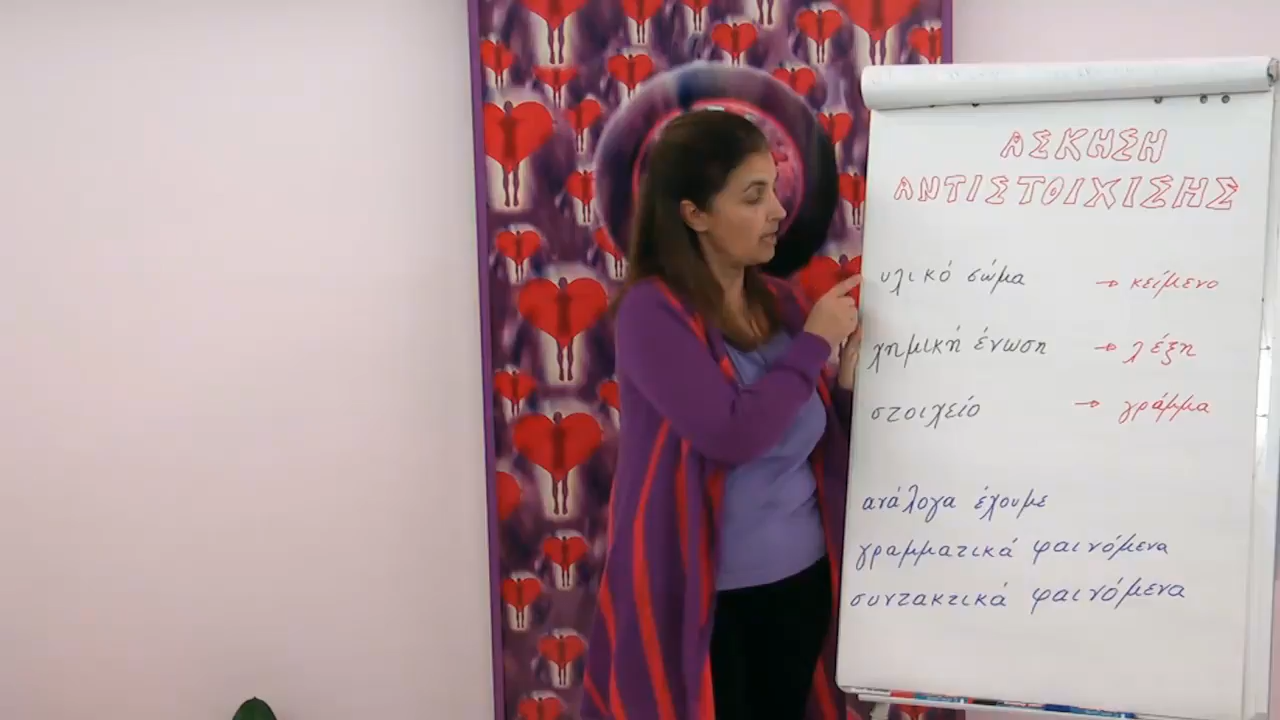 ΑΣΚΗΣΗ
ΑΝΤΙΣΤΟΙΧΙΣΗΣ
υλικό σώμα → κείμενο
χημική ένωση → λέξη
στοιχείο → γράμμα
ανάλογα έχουμε
γραμματικά φαινόμενα
συντακτικά φαινόμενα